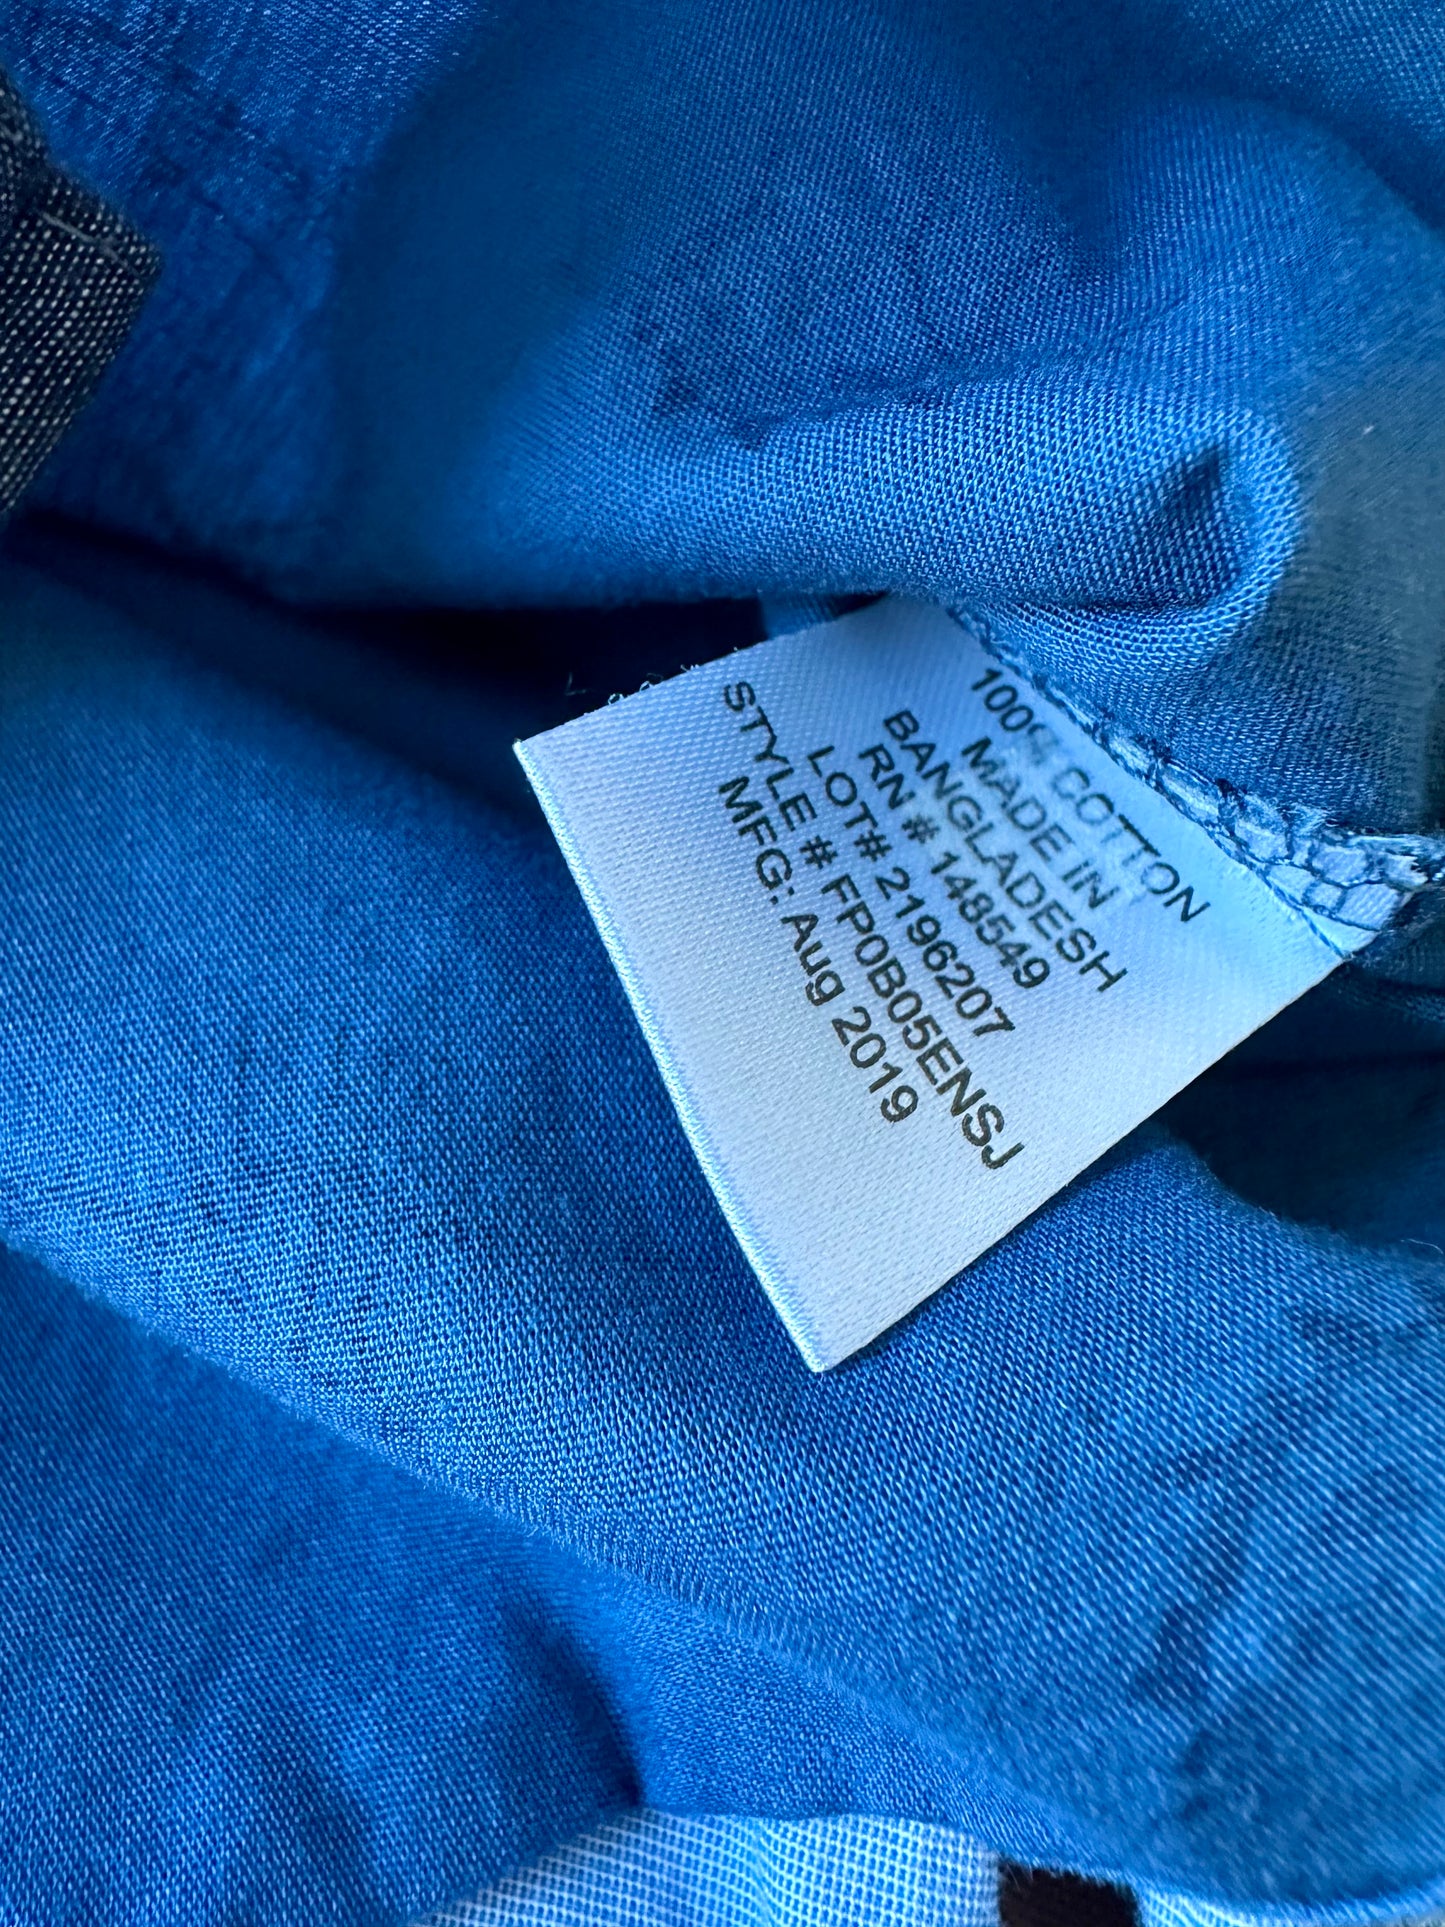 100% COTTON
MADE IN
BANGLADESH
RN # 148549
LOT# 2196207
STYLE # FP0B05ENSJ
MFG: Aug 2019